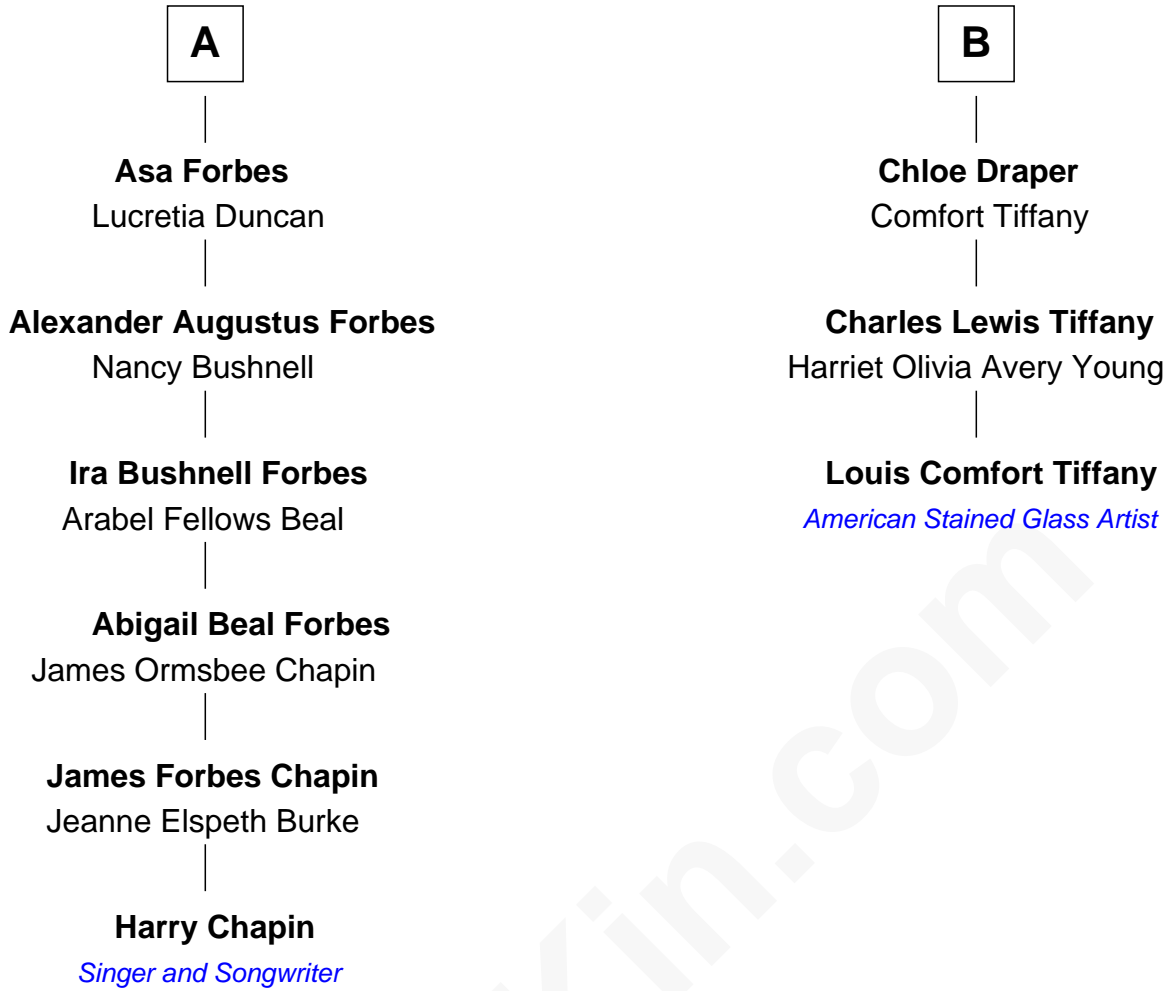 A
Asa Forbes
Lucretia Duncan
Alexander Augustus Forbes
Nancy Bushnell
Ira Bushnell Forbes
Arabel Fellows Beal
Abigail Beal Forbes
James Ormsbee Chapin
James Forbes Chapin
Jeanne Elspeth Burke
Harry Chapin
Singer and Songwriter
B
Chloe Draper
Comfort Tiffany
Charles Lewis Tiffany
Harriet Olivia Avery Young
Louis Comfort Tiffany
American Stained Glass Artist
Kin.com